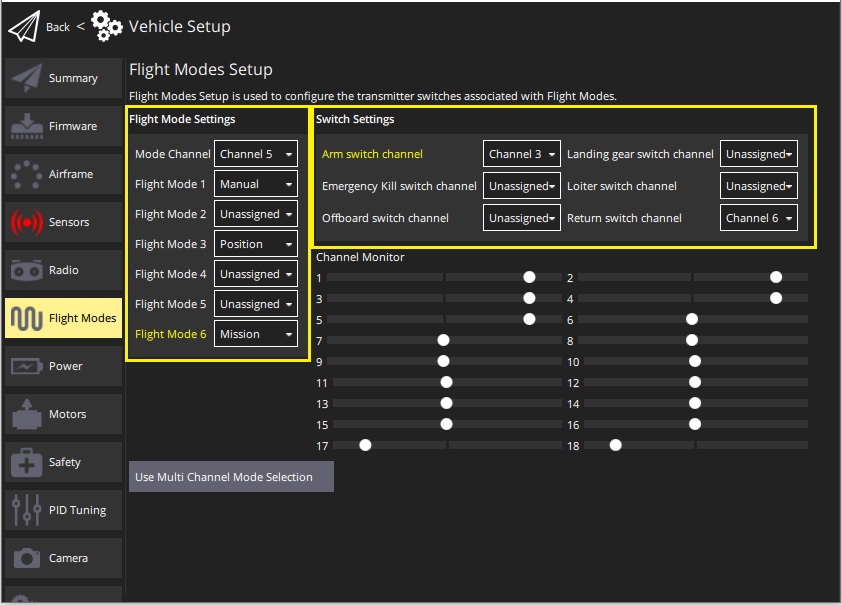 Back < Vehicle Setup
Summary
Firmware
Airframe
Sensors
Radio
Flight Modes
Power
Motors
Safety
PID Tuning
Camera
Flight Modes Setup
Flight Modes Setup is used to configure the transmitter switches associated with Flight Modes.
Flight Mode Settings
Mode Channel Channel 5
Flight Mode 1 Manual
Flight Mode 2 Unassigned
Flight Mode 3 Position
Flight Mode 4 Unassigned
Flight Mode 5 Unassigned
Flight Mode 6 Mission
Switch Settings
Arm switch channel Channel 3 Landing gear switch channel Unassigned
Emergency Kill switch channel Unassigned Loiter switch channel Unassigned
Offboard switch channel Unassigned Return switch channel Channel 6
Channel Monitor
1 2
3 4
5 6
7 8
9 10
11 12
13 14
15 16
17 18
Use Multi Channel Mode Selection